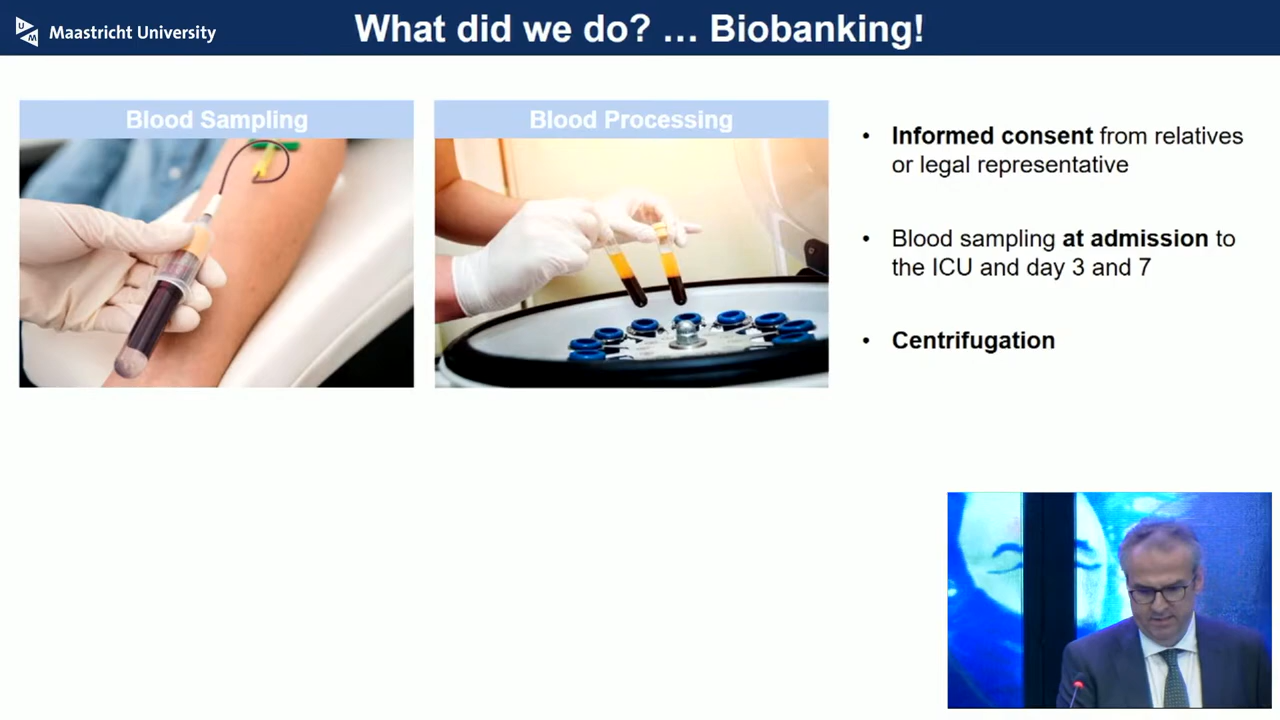 UM
Maastricht University
What did we do? … Biobanking!
Blood Sampling
Blood Processing
• Informed consent from relatives
or legal representative
• Blood sampling at admission to
the ICU and day 3 and 7
• Centrifugation